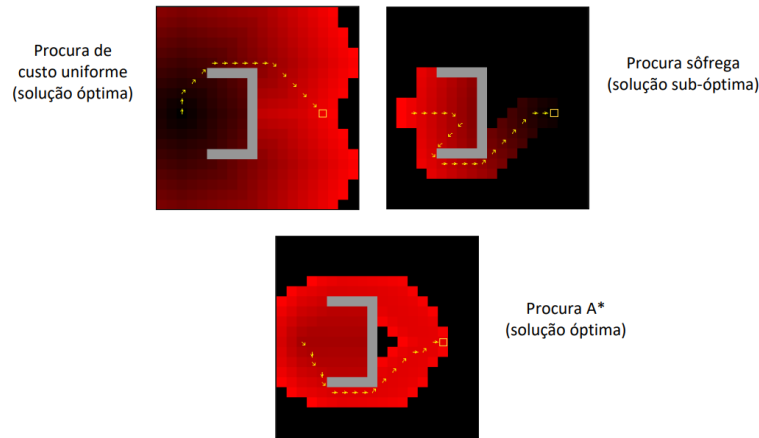 Procura de
custo uniforme
(solução óptima)
Procura sôfrega
(solução sub-óptima)
Procura A*
(solução óptima)